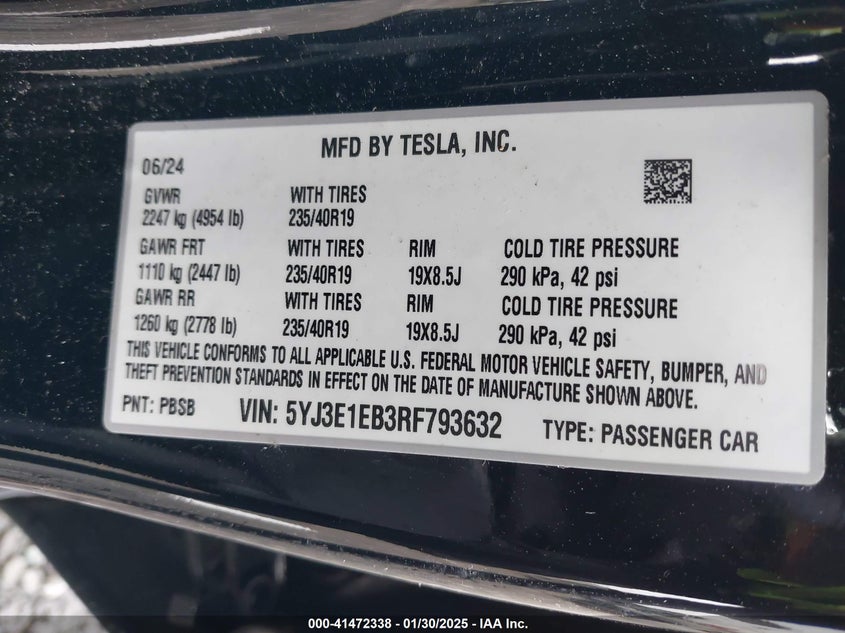 MFD BY TESLA, INC.
06/24
GVWR WITH TIRES
2247 kg (4954 lb) 235/40R19
GAWR FRT WITH TIRES RIM COLD TIRE PRESSURE
1110 kg (2447 lb) 235/40R19 19X8.5J 290 kPa, 42 psi
GAWR RR WITH TIRES RIM COLD TIRE PRESSURE
1260 kg (2778 lb) 235/40R19 19X8.5J 290 kPa, 42 psi
THIS VEHICLE CONFORMS TO ALL APPLICABLE U.S. FEDERAL MOTOR VEHICLE SAFETY, BUMPER, AND
THEFT PREVENTION STANDARDS IN EFFECT ON THE DATE OF MANUFACTURE SHOWN ABOVE.
PNT: PBSB VIN: 5YJ3E1EB3RF793632 TYPE: PASSENGER CAR
000-41472338 - 01/30/2025 - IAA Inc.